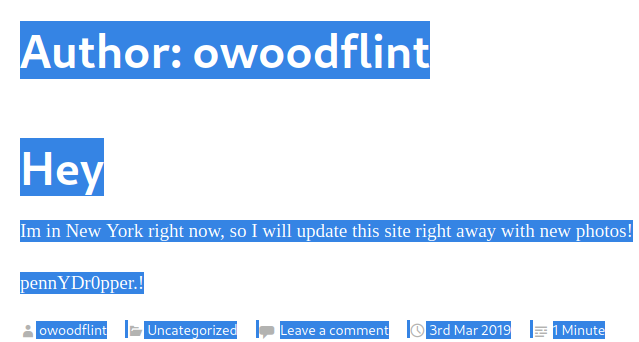 Author: owoodflint
Hey
Im in New York right now, so I will update this site right away with new photos!
pennYDr0pper.!
owoodflint Uncategorized Leave a comment 3rd Mar 2019 1 Minute